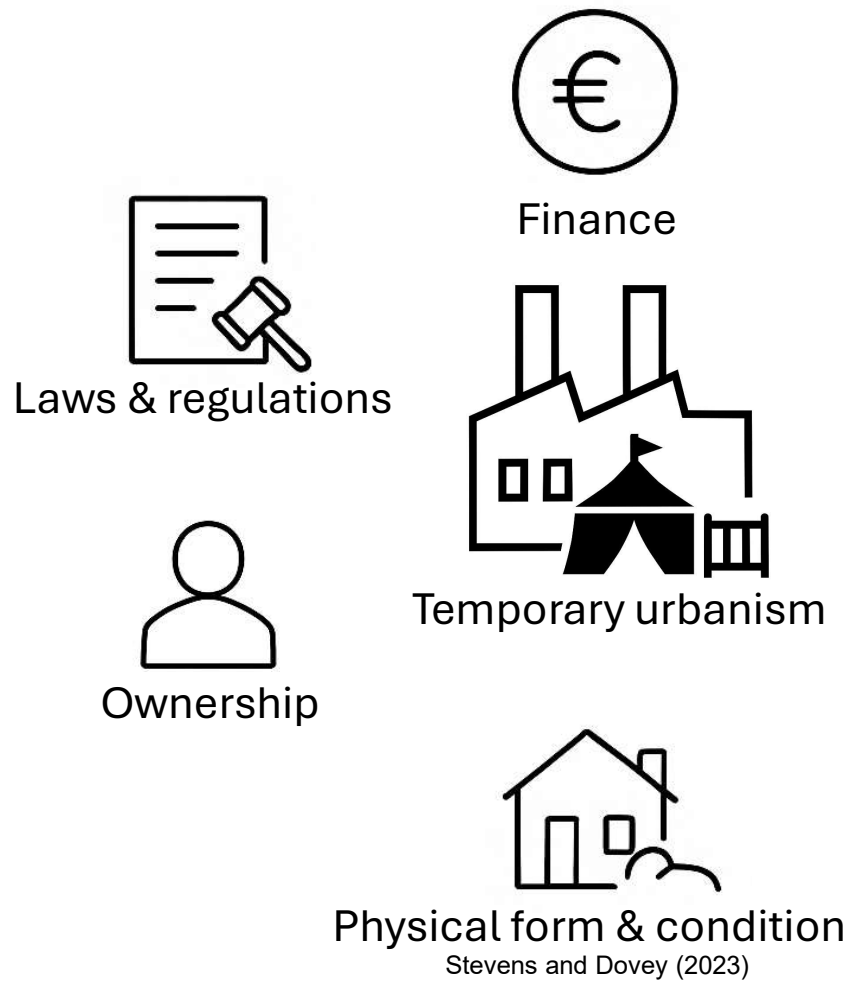 €
Finance
Laws & regulations
Temporary urbanism
Ownership
Physical form & condition
Stevens and Dovey (2023)